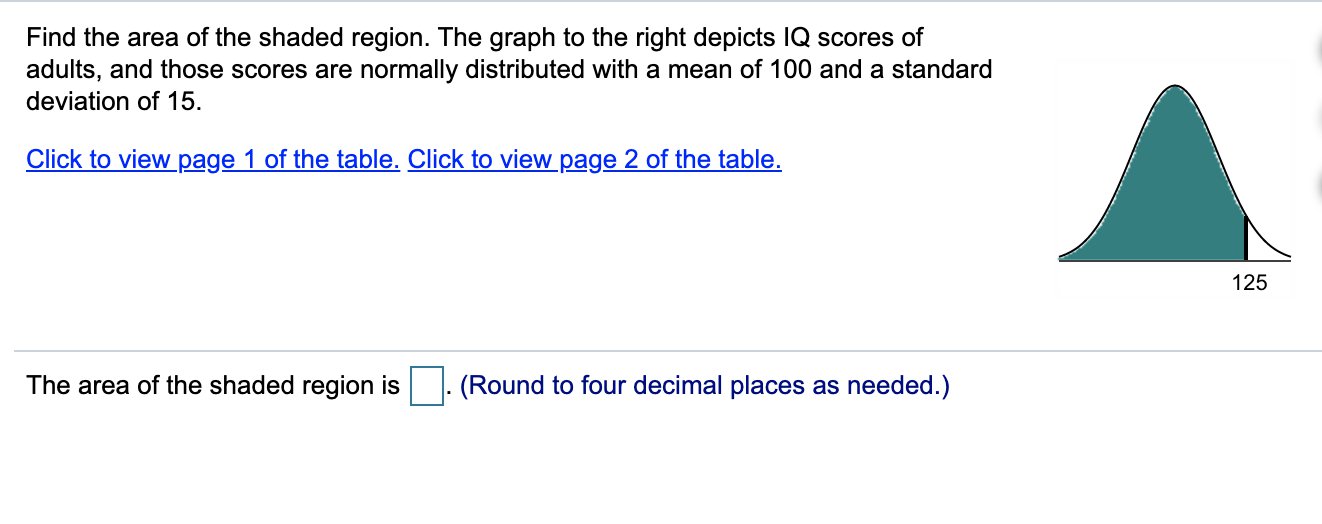 Find the area of the shaded region. The graph to the right depicts IQ scores of
adults, and those scores are normally distributed with a mean of 100 and a standard
deviation of 15.
Click to view page 1 of the table. Click to view page 2 of the table.
125
The area of the shaded region is . (Round to four decimal places as needed.)